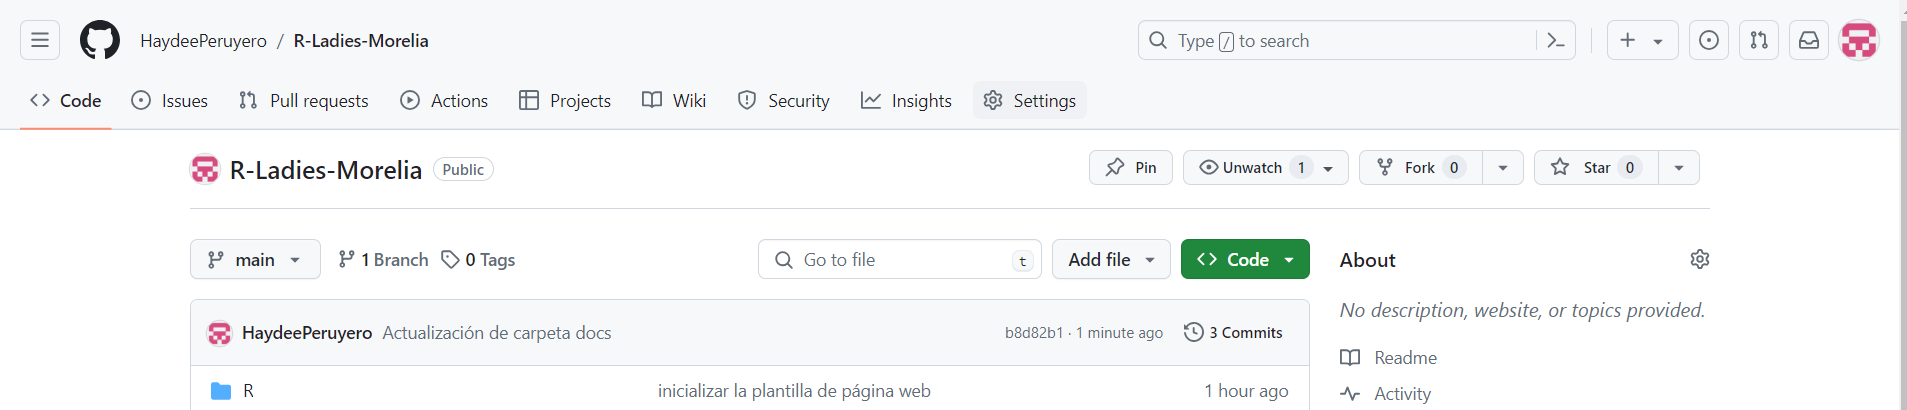 HaydeePeruyero / R-Ladies-Morelia Type / to search
Code Issues Pull requests Actions Projects Wiki Security Insights Settings
R-Ladies-Morelia Public Pin Unwatch 1 Fork 0 Star 0
main 1 Branch 0 Tags Go to file t Add file Code About
No description, website, or topics provided.
HaydeePeruyero Actualización de carpeta docs b8d82b1 · 1 minute ago 3 Commits
Readme
R inicializar la plantilla de página web 1 hour ago
Activity